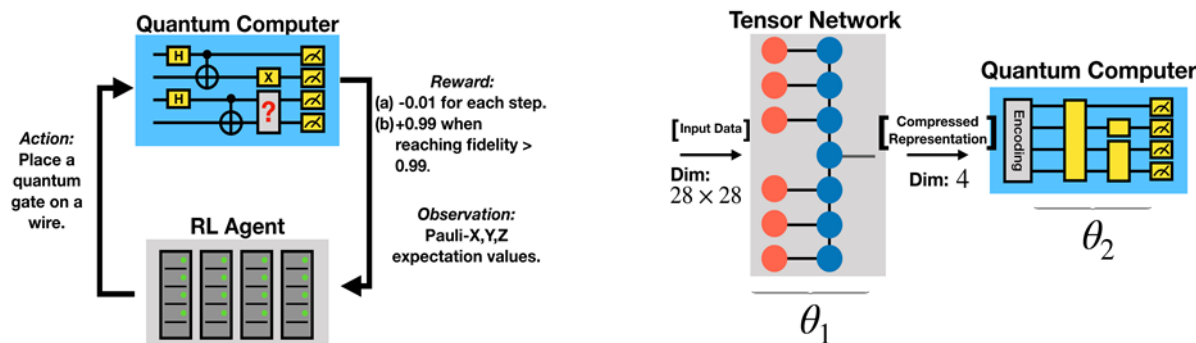 Quantum Computer
H
X
H
?
Action:
Place a
quantum
gate on a
wire.
Reward:
(a) -0.01 for each step.
(b) +0.99 when
reaching fidelity >
0.99.
Observation:
Pauli-X,Y,Z
expectation values.
RL Agent
Tensor Network
[Input Data]
Dim:
28 × 28
θ1
[Compressed
Representation]
Dim: 4
Quantum Computer
Encoding
θ2